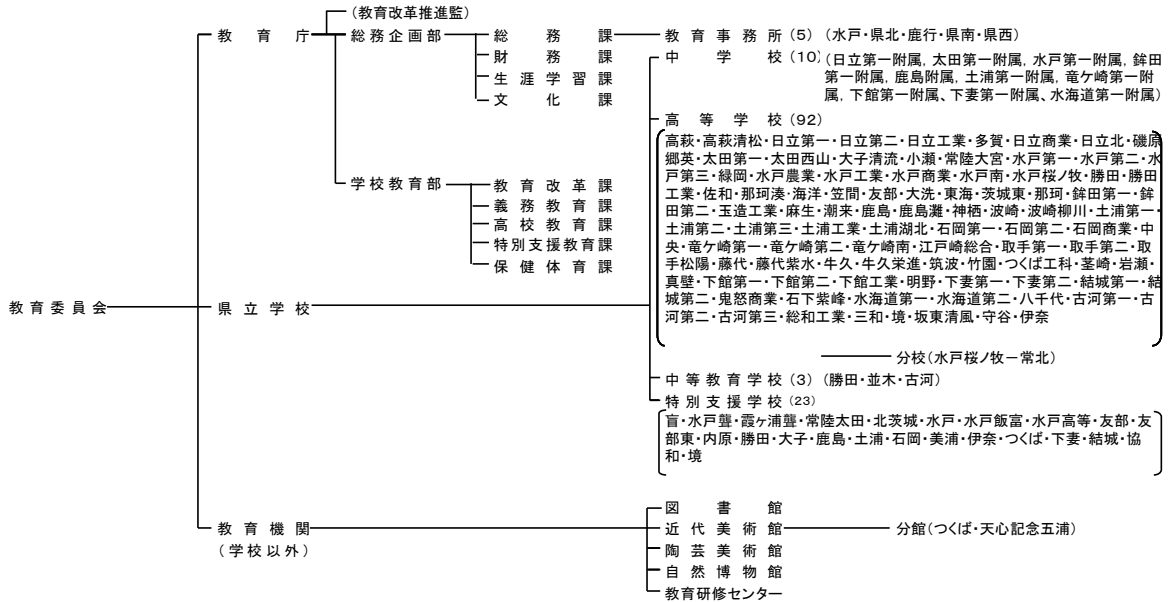 (教育改革推進監)
教育庁 総務企画部 総務課 教育事務所(5) (水戸・県北・鹿行・県南・県西)
財務課
生涯学習課
文化課
中学校(10) (日立第一附属, 太田第一附属, 水戸第一附属, 鉾田
第一附属, 鹿島附属, 土浦第一附属, 竜ケ崎第一附
属, 下館第一附属、下妻第一附属、水海道第一附属)
高等学校(92)
高萩・高萩清松・日立第一・日立第二・日立工業・多賀・日立商業・日立北・磯原
郷英・太田第一・太田西山・大子清流・小瀬・常陸大宮・水戸第一・水戸第二・水
戸第三・緑岡・水戸農業・水戸工業・水戸商業・水戸南・水戸桜ノ牧・勝田・勝田
工業・佐和・那珂湊・海洋・笠間・友部・大洗・東海・茨城東・那珂・鉾田第一・鉾
田第二・玉造工業・麻生・潮来・鹿島・鹿島灘・神栖・波崎・波崎柳川・土浦第一・
土浦第二・土浦第三・土浦工業・土浦湖北・石岡第一・石岡第二・石岡商業・中
央・竜ケ崎第一・竜ケ崎第二・竜ケ崎南・江戸崎総合・取手第一・取手第二・取
手松陽・藤代・藤代紫水・牛久・牛久栄進・筑波・竹園・つくば工科・茎崎・岩瀬・
真壁・下館第一・下館第二・下館工業・明野・下妻第一・下妻第二・結城第一・結
城第二・鬼怒商業・石下紫峰・水海道第一・水海道第二・八千代・古河第一・古
河第二・古河第三・総和工業・三和・境・坂東清風・守谷・伊奈
分校(水戸桜ノ牧－常北)
学校教育部 教育改革課
義務教育課
高校教育課
特別支援教育課
保健体育課
教育委員会 県立学校
中等教育学校(3) (勝田・並木・古河)
特別支援学校(23)
盲・水戸聾・霞ヶ浦聾・常陸太田・北茨城・水戸・水戸飯富・水戸高等・友部・友
部東・内原・勝田・大子・鹿島・土浦・石岡・美浦・伊奈・つくば・下妻・結城・協
和・境
教育機関
(学校以外)
図書館
近代美術館 分館(つくば・天心記念五浦)
陶芸美術館
自然博物館
教育研修センター